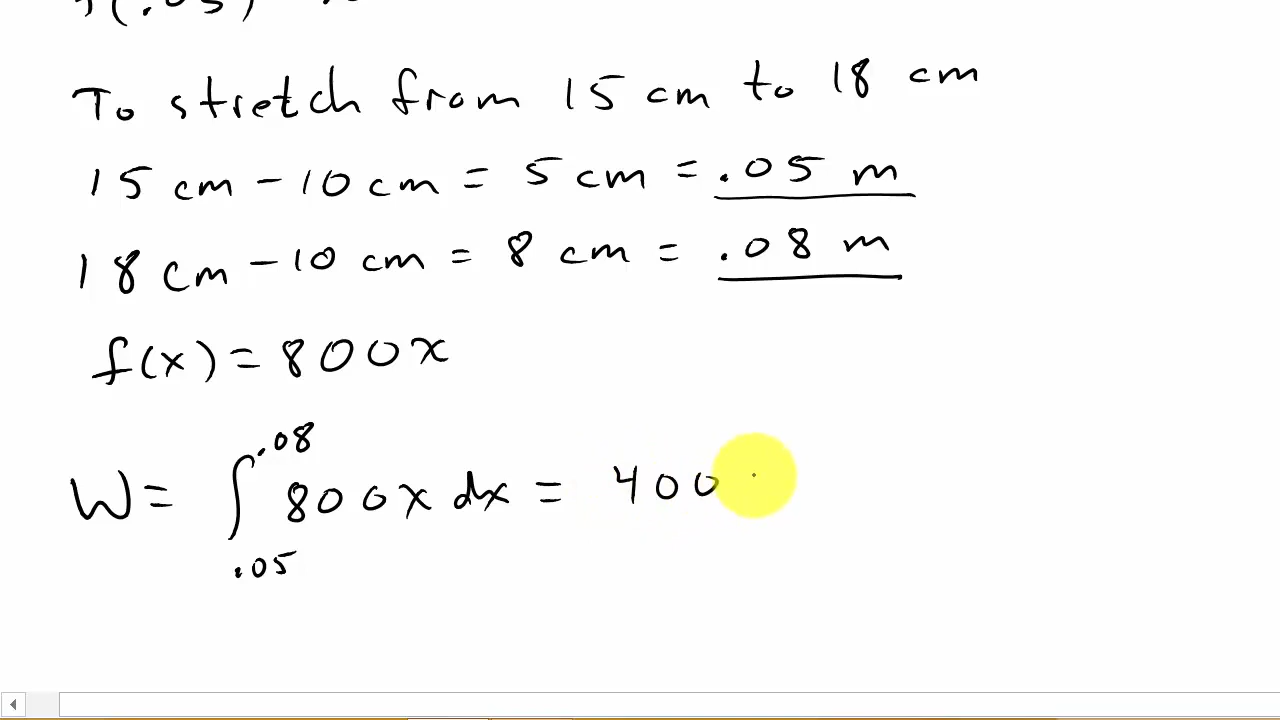 To stretch from 15 cm to 18 cm
15 cm - 10 cm = 5 cm = .05 m
18 cm - 10 cm = 8 cm = .08 m
f(x) = 800x
W = ∫.05^.08 800x dx = 400